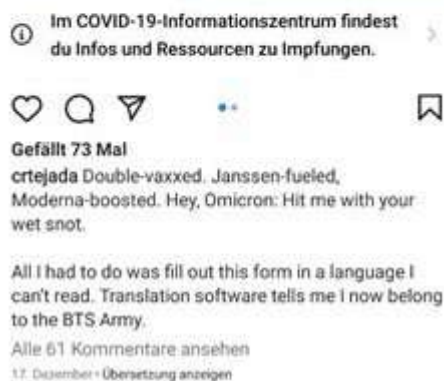 Im COVID-19-Informationszentrum findest
du Infos und Ressourcen zu Impfungen.
Gefällt 73 Mal
crtejada Double-vaxxed. Janssen-fueled,
Moderna-boosted. Hey, Omicron: Hit me with your
wet snot.
All I had to do was fill out this form in a language I
can't read. Translation software tells me I now belong
to the BTS Army.
Alle 61 Kommentare ansehen
17. Dezember • Übersetzung anzeigen